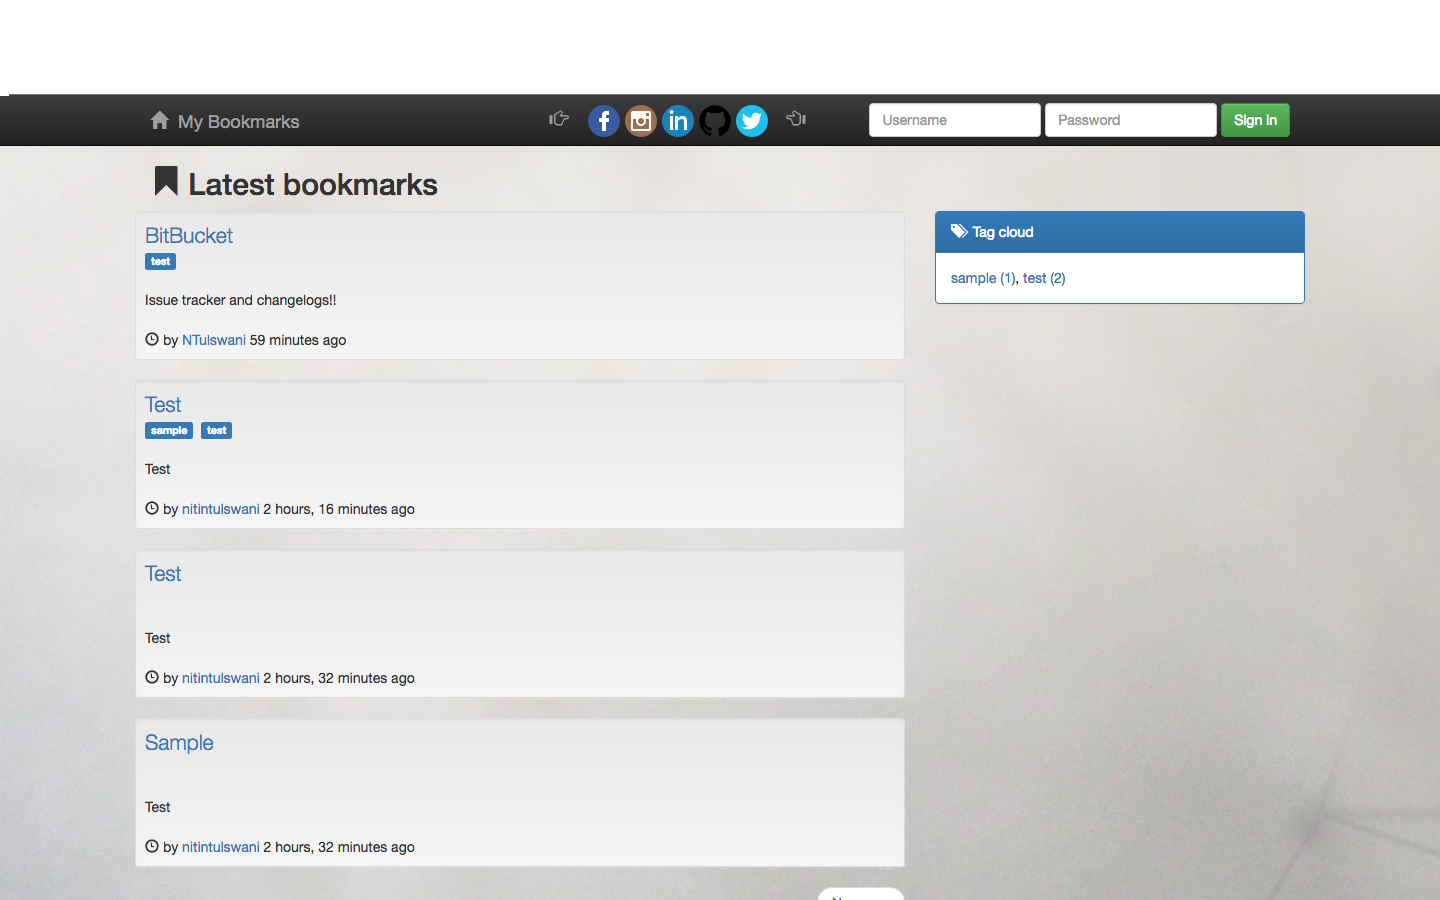 My Bookmarks
Username
Password
Sign in
Latest bookmarks
BitBucket
test
Issue tracker and changelogs!!
by NTulswani 59 minutes ago
Tag cloud
sample (1), test (2)
Test
sample test
Test
by nitintulswani 2 hours, 16 minutes ago
Test
Test
by nitintulswani 2 hours, 32 minutes ago
Sample
Test
by nitintulswani 2 hours, 32 minutes ago